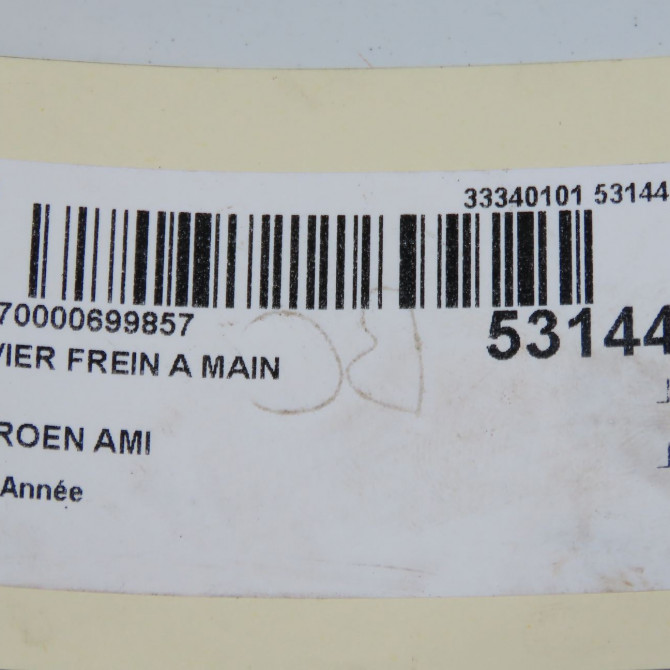 33340101 53144
70000699857
53144
VIER FREIN A MAIN
ROEN AMI
Année